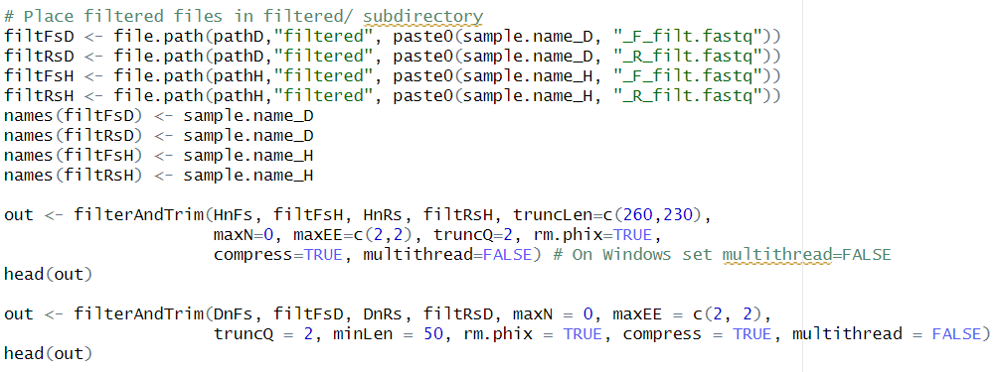 # Place filtered files in filtered/ subdirectory
filtFsD <- file.path(pathD,"filtered", paste0(sample.name_D, "_F_filt.fastq"))
filtRsD <- file.path(pathD,"filtered", paste0(sample.name_D, "_R_filt.fastq"))
filtFsH <- file.path(pathH,"filtered", paste0(sample.name_H, "_F_filt.fastq"))
filtRsH <- file.path(pathH,"filtered", paste0(sample.name_H, "_R_filt.fastq"))
names(filtFsD) <- sample.name_D
names(filtRsD) <- sample.name_D
names(filtFsH) <- sample.name_H
names(filtRsH) <- sample.name_H
out <- filterAndTrim(HnFs, filtFsH, HnRs, filtRsH, truncLen=c(260,230),
maxN=0, maxEE=c(2,2), truncQ=2, rm.phix=TRUE,
compress=TRUE, multithread=FALSE) # On Windows set multithread=FALSE
head(out)
out <- filterAndTrim(DnFs, filtFsD, DnRs, filtRsD, maxN = 0, maxEE = c(2, 2),
truncQ = 2, minLen = 50, rm.phix = TRUE, compress = TRUE, multithread = FALSE)
head(out)